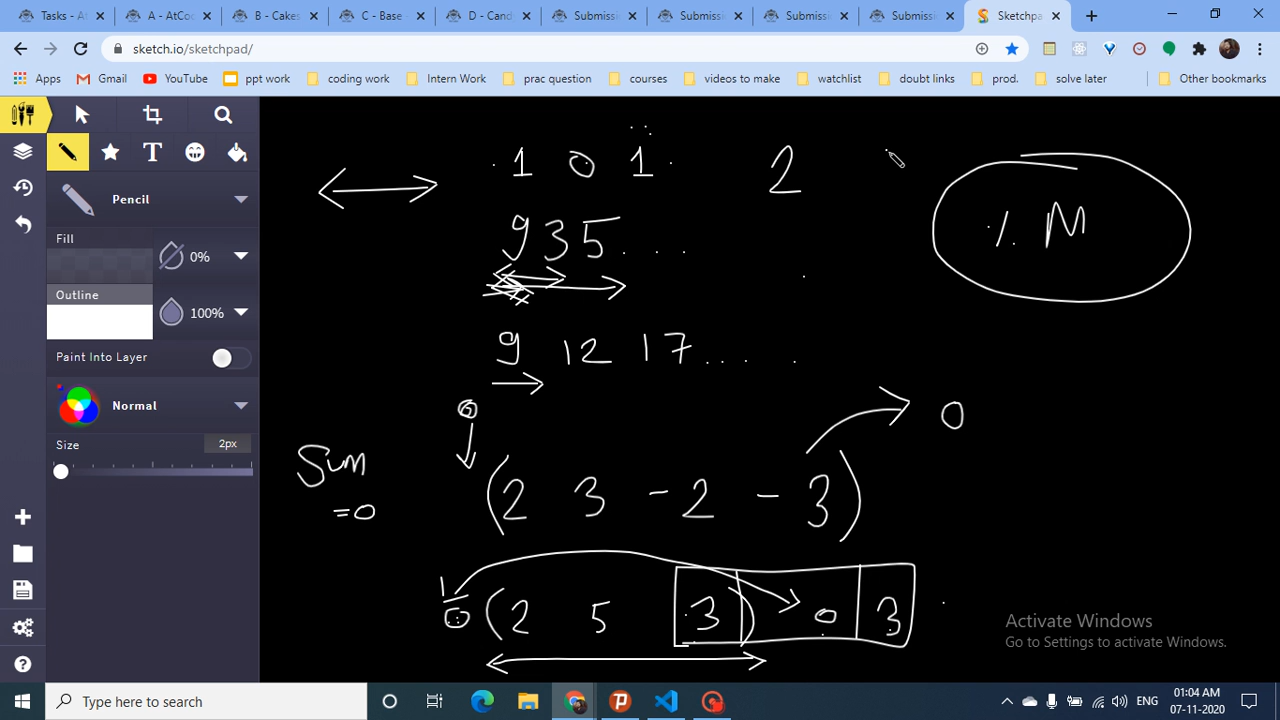 Tasks - At
A - AtCo
B - Cakes
C - Base
D - Cand
Submissin
Submissi
Submissi
Submissi
Sketchpa
sketch.io/sketchpad/
Apps
Gmail
YouTube
ppt work
coding work
Intern Work
prac question
courses
videos to make
watchlist
doubt links
prod.
solve later
Other bookmarks
Pencil
Fill
0%
Outline
100%
Paint Into Layer
Normal
Size
2px
1 0 1 2
9 3 5 . . .
% M
9 12 17 . . . .
0
0
Sum
=0
(2 3 -2 -3)
1
0 (2 5 3) 0 3
Activate Windows
Go to Settings to activate Windows.
Type here to search
ENG
01:04 AM
07-11-2020